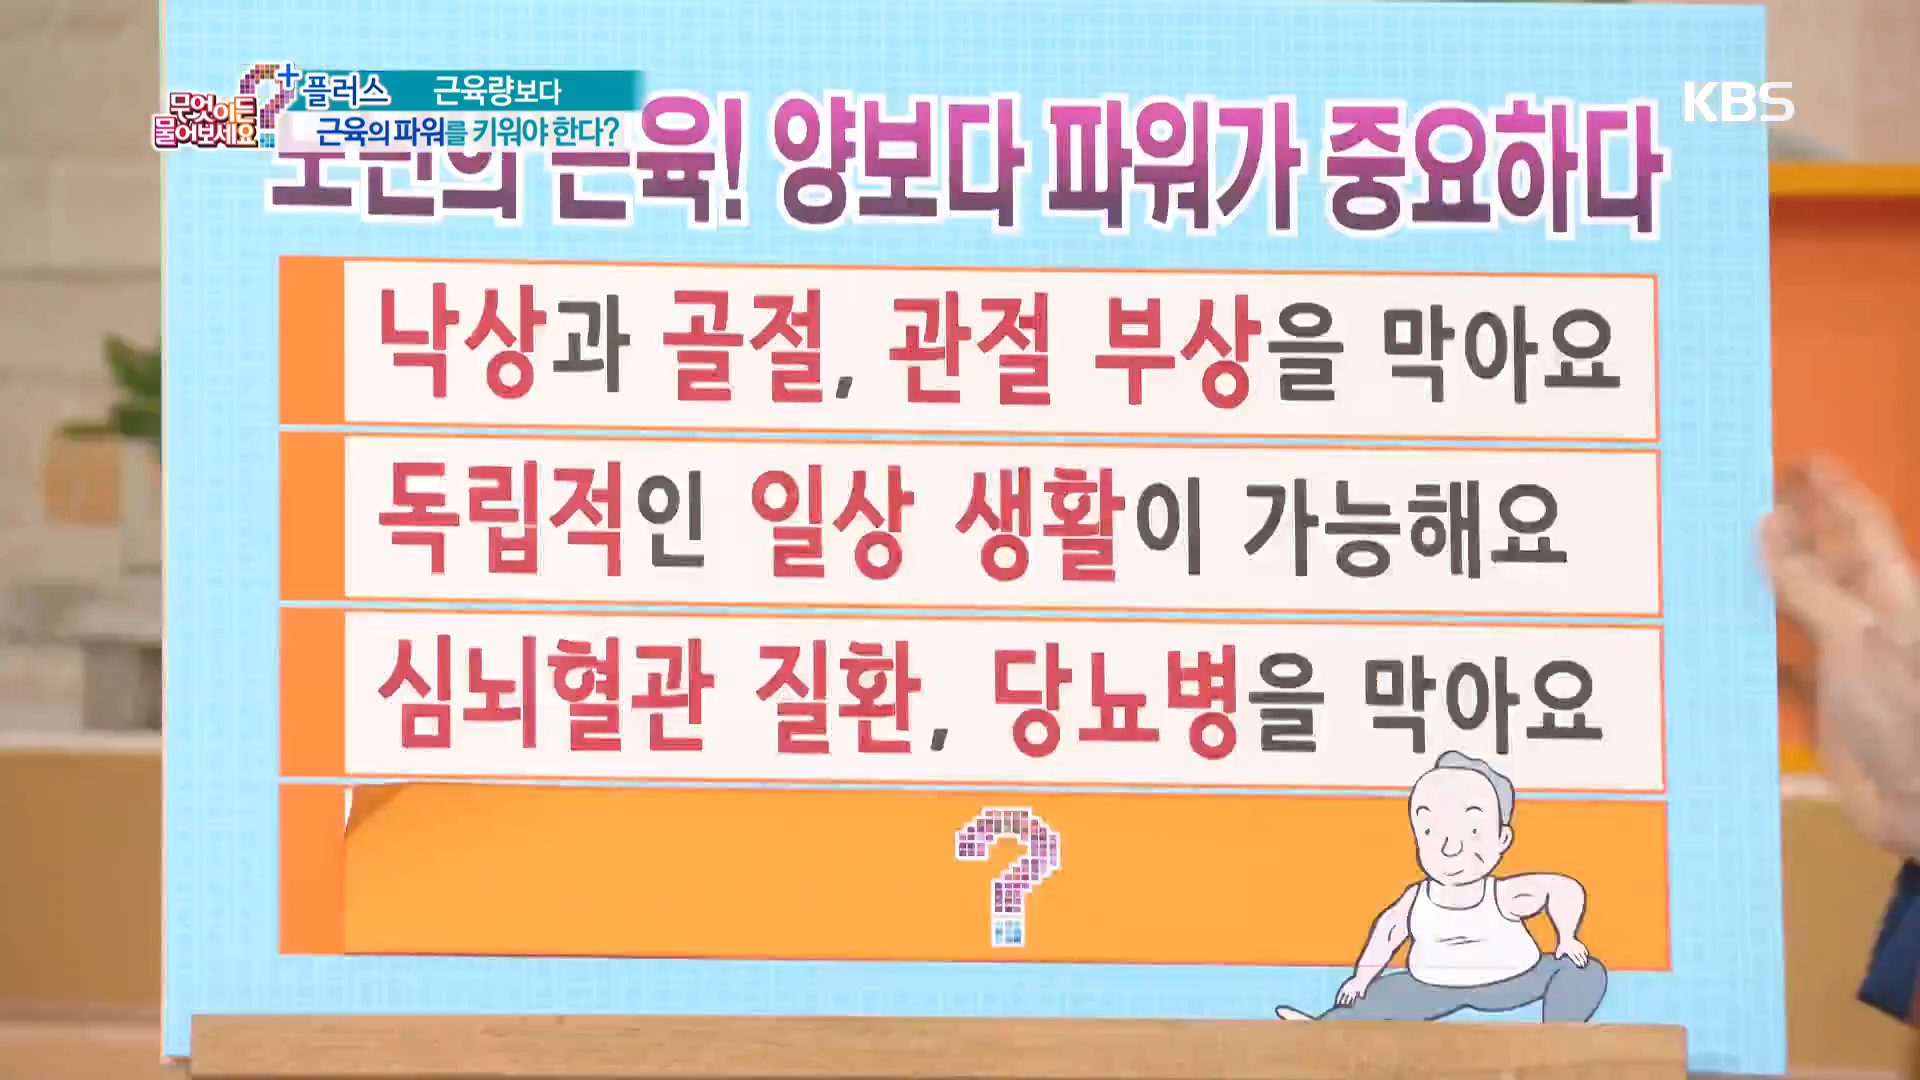 무엇이든
물어보세요
플러스
근육량보다
근육의 파워를 키워야 한다?
KBS
노인의 근육! 양보다 파워가 중요하다
낙상과 골절, 관절 부상을 막아요
독립적인 일상 생활이 가능해요
심뇌혈관 질환, 당뇨병을 막아요
?